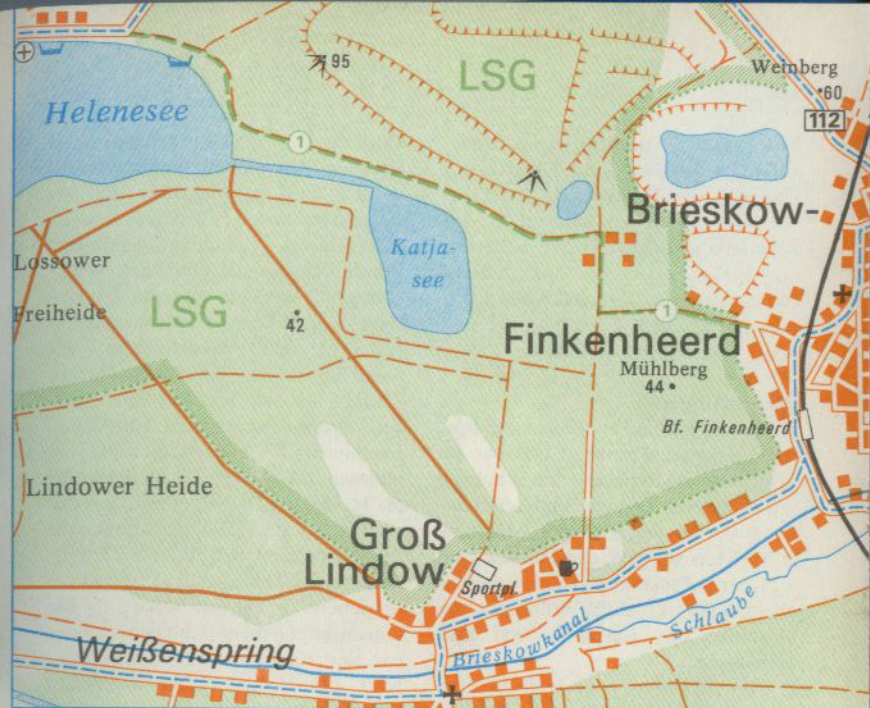 95
LSG
Weinberg
60
112
Helenesee
1
Brieskow-
Katja-
see
Lossower
Freiheide
LSG
42
1
Finkenheerd
Mühlberg
44
Bf. Finkenheerd
Lindower Heide
Groß
Lindow
Sportpl.
Weißenspring
Brieskowkanal
Schlaube